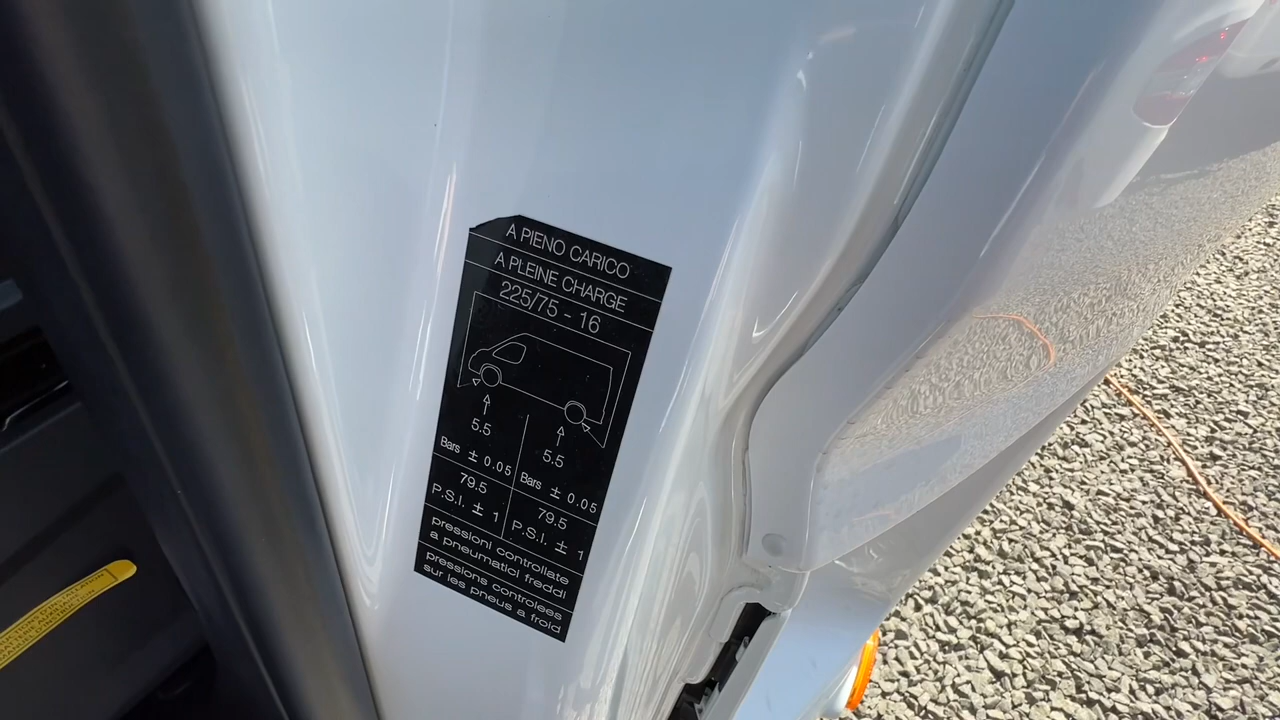 A PIENO CARICO
A PLEINE CHARGE
225/75 - 16
5.5 5.5
Bars ± 0.05 Bars ± 0.05
79.5 79.5
P.S.I. ± 1 P.S.I. ± 1
pressioni controllate
a pneumatici freddi
pressions controlees
sur les pneus a froid